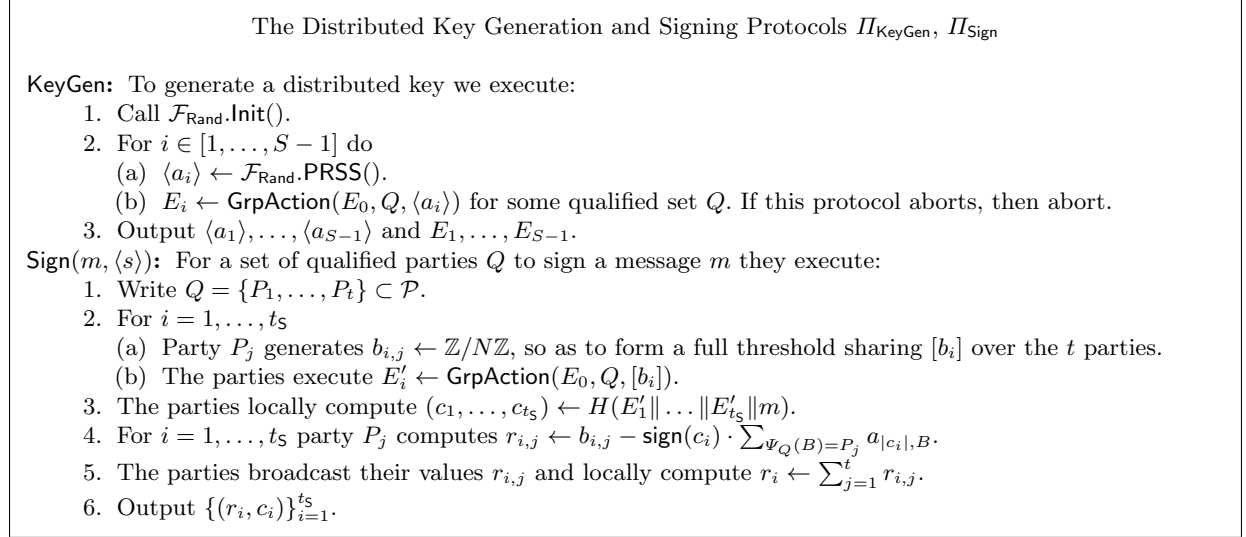 The Distributed Key Generation and Signing Protocols Π_KeyGen, Π_Sign
KeyGen: To generate a distributed key we execute:
1. Call ℱ_Rand.Init().
2. For i ∈ [1, …, S − 1] do
(a) ⟨a_i⟩ ← ℱ_Rand.PRSS().
(b) E_i ← GrpAction(E_0, Q, ⟨a_i⟩) for some qualified set Q. If this protocol aborts, then abort.
3. Output ⟨a_1⟩, …, ⟨a_{S−1}⟩ and E_1, …, E_{S−1}.
Sign(m, ⟨s⟩): For a set of qualified parties Q to sign a message m they execute:
1. Write Q = {P_1, …, P_t} ⊂ 𝒫.
2. For i = 1, …, t_S
(a) Party P_j generates b_{i,j} ← ℤ/Nℤ, so as to form a full threshold sharing [b_i] over the t parties.
(b) The parties execute E′_i ← GrpAction(E_0, Q, [b_i]).
3. The parties locally compute (c_1, …, c_{t_S}) ← H(E′_1‖ … ‖E′_{t_S}‖m).
4. For i = 1, …, t_S party P_j computes r_{i,j} ← b_{i,j} − sign(c_i) · ∑_{Ψ_Q(B)=P_j} a_{|c_i|,B}.
5. The parties broadcast their values r_{i,j} and locally compute r_i ← ∑_{j=1}^{t} r_{i,j}.
6. Output {(r_i, c_i)}_{i=1}^{t_S}.